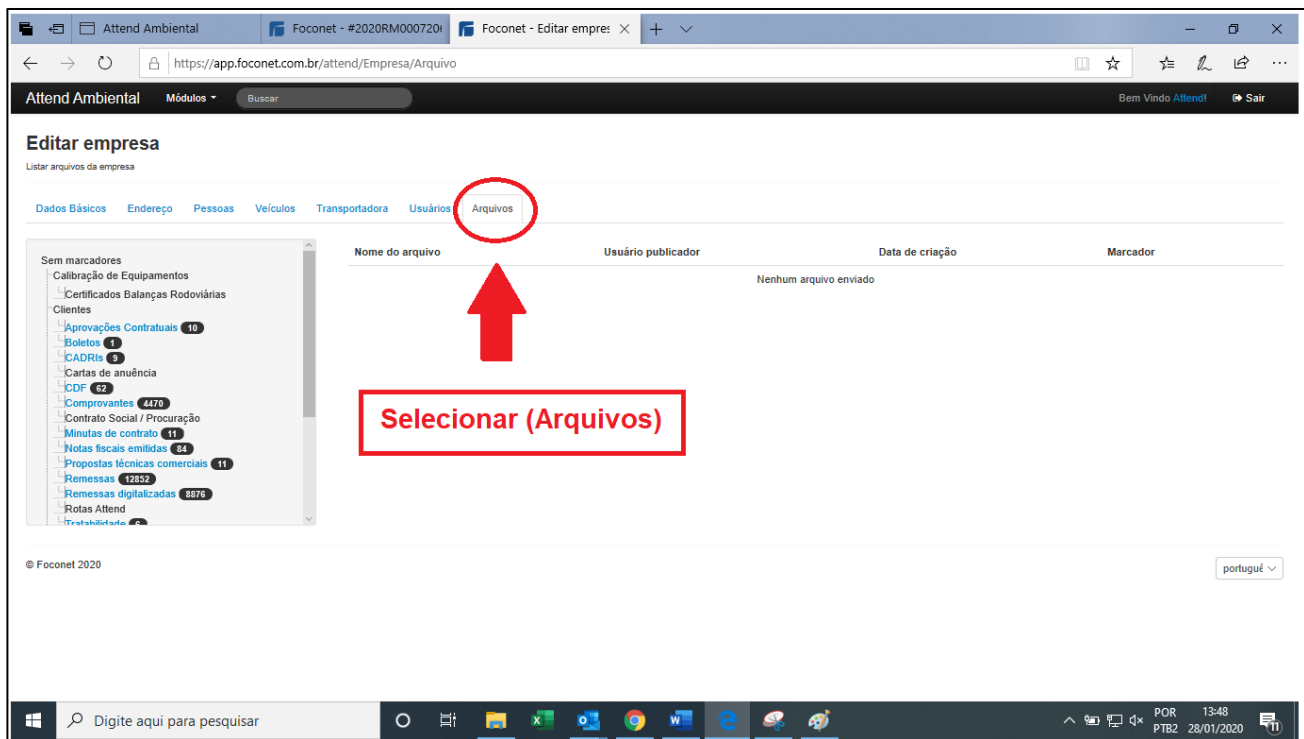 Attend Ambiental
Foconet - #2020RM000720
Foconet - Editar empre
https://app.foconet.com.br/attend/Empresa/Arquivo
Attend Ambiental Módulos Buscar Bem Vindo Attend! Sair
Editar empresa
Listar arquivos da empresa
Dados Básicos Endereço Pessoas Veículos Transportadora Usuários Arquivos
Nome do arquivo Usuário publicador Data de criação Marcador
Nenhum arquivo enviado
Sem marcadores
Calibração de Equipamentos
Certificados Balanças Rodoviárias
Clientes
Aprovações Contratuais 10
Boletos 1
CADRIs 9
Cartas de anuência
CDF 62
Comprovantes 4470
Contrato Social / Procuração
Minutas de contrato 11
Notas fiscais emitidas 84
Propostas técnicas comerciais 11
Remessas 12852
Remessas digitalizadas 8876
Rotas Attend
Tratabilidade 6
Selecionar (Arquivos)
© Foconet 2020
portugué
Digite aqui para pesquisar
POR 13:48
PTB2 28/01/2020
11